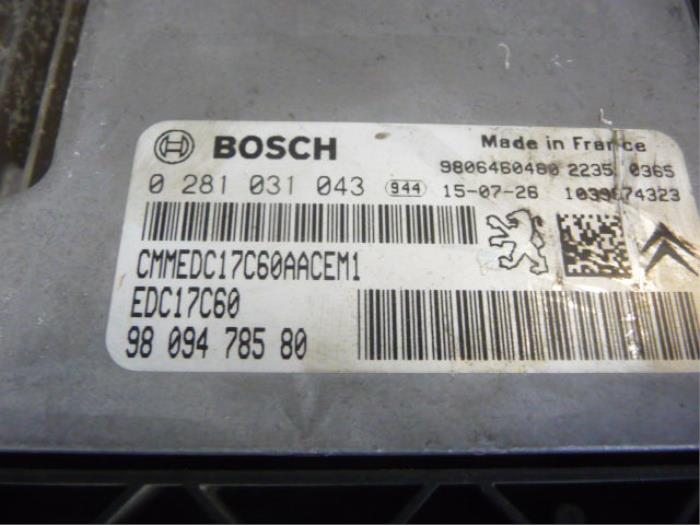 BOSCH
Made in France
9806460480 2235 0365
0 281 031 043 944 15-07-26 1039674323
CMMEDC17C60AACEM1
EDC17C60
98 094 785 80